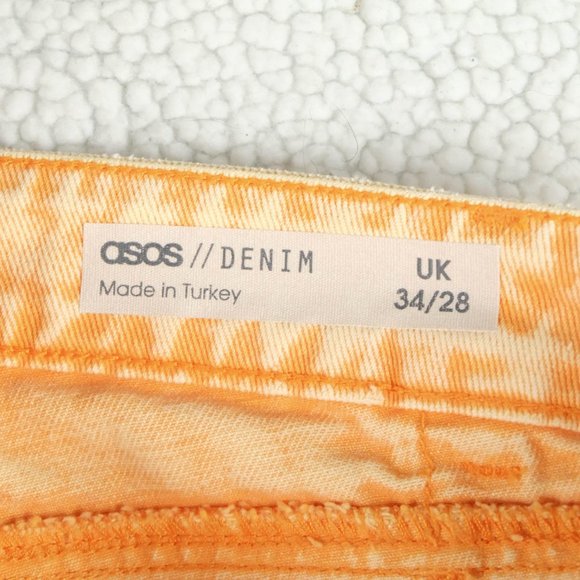 asos // DENIM
Made in Turkey
UK
34/28